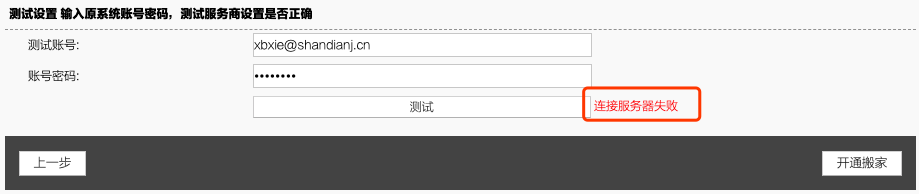 测试设置 输入原系统账号密码，测试服务商设置是否正确
测试账号: xbxie@shandianj.cn
账号密码: ••••••••
测试 连接服务器失败
上一步 开通搬家